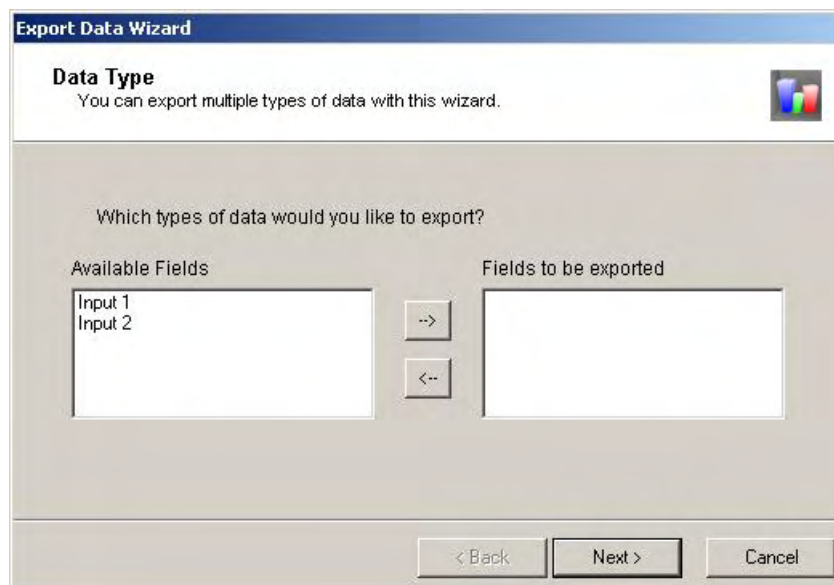 Export Data Wizard
Data Type
You can export multiple types of data with this wizard.
Which types of data would you like to export?
Available Fields
Fields to be exported
Input 1
Input 2
-->
<--
< Back
Next >
Cancel